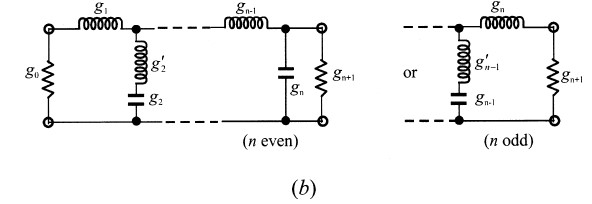 g₁ gₙ₋₁ gₙ
g₀ g′₂ g₂ gₙ gₙ₊₁ or g′ₙ₋₁ gₙ₋₁ gₙ₊₁
(n even) (n odd)
(b)